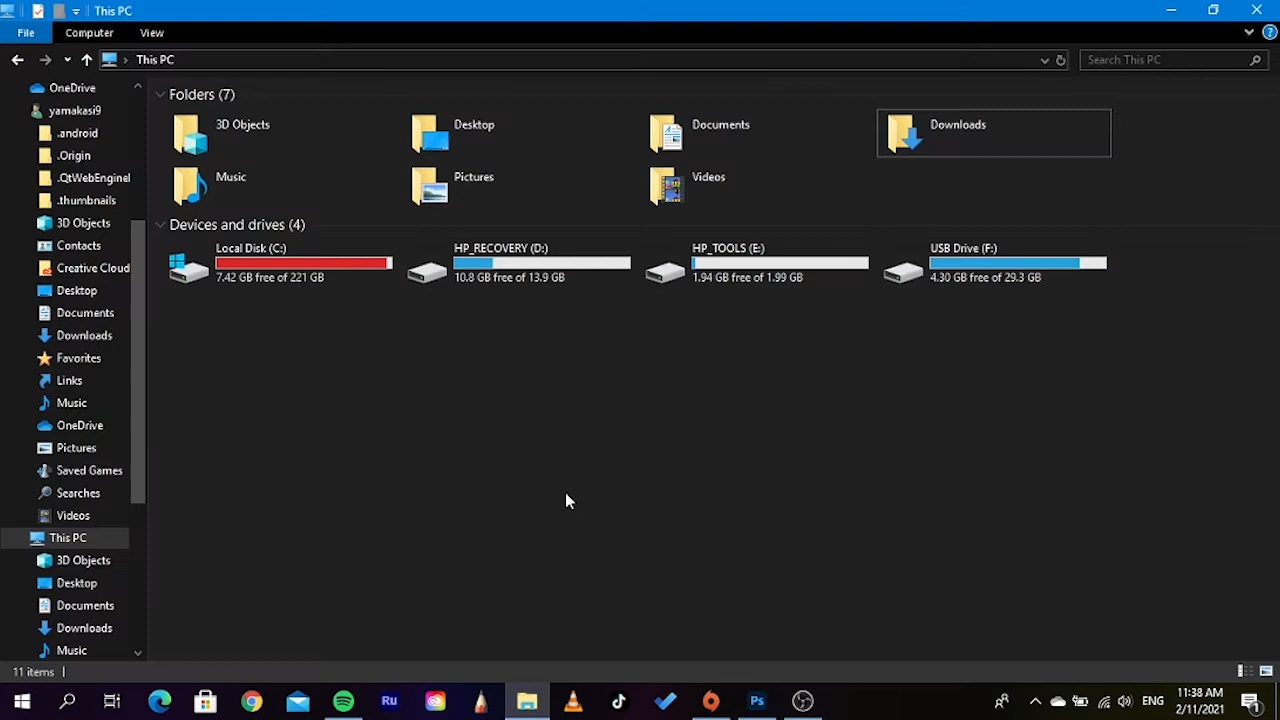 This PC
File Computer View
This PC
Search This PC
OneDrive
yamakasi9
.android
.Origin
.QtWebEnginel
.thumbnails
3D Objects
Contacts
Creative Cloud
Desktop
Documents
Downloads
Favorites
Links
Music
OneDrive
Pictures
Saved Games
Searches
Videos
This PC
3D Objects
Desktop
Documents
Downloads
Music
Folders (7)
3D Objects
Desktop
Documents
Downloads
Music
Pictures
Videos
Devices and drives (4)
Local Disk (C:)
7.42 GB free of 221 GB
HP_RECOVERY (D:)
10.8 GB free of 13.9 GB
HP_TOOLS (E:)
1.94 GB free of 1.99 GB
USB Drive (F:)
4.30 GB free of 29.3 GB
11 items
Ru
Ps
ENG
11:38 AM
2/11/2021
1